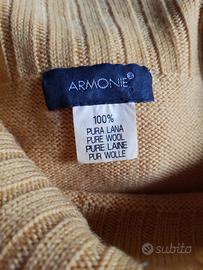 ARMONIE®
100%
PURA LANA
PURE WOOL
PURE LAINE
PUR WOLLE
subito